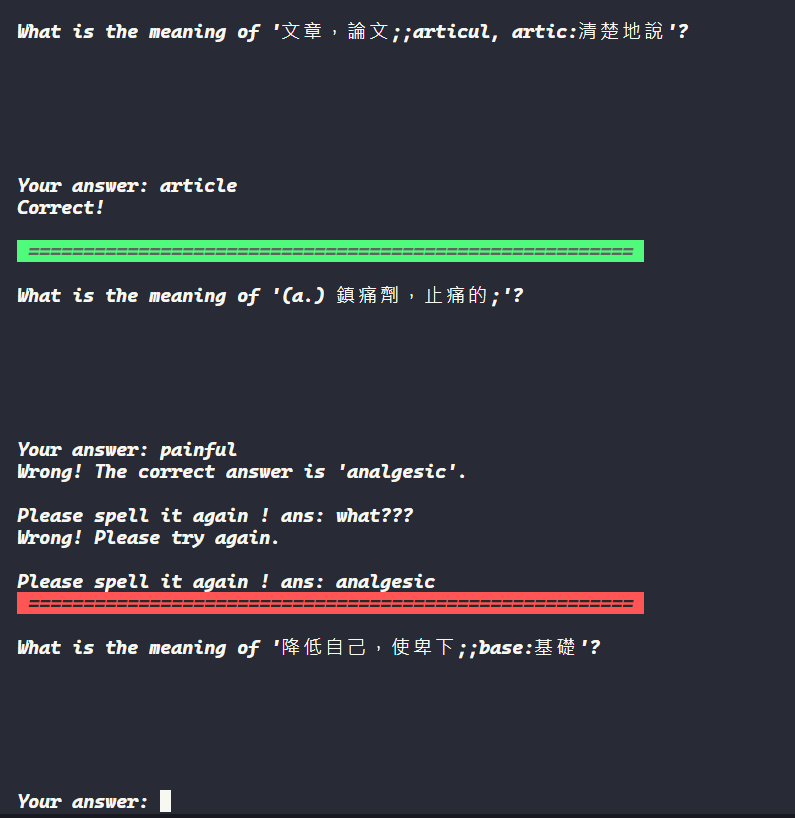 What is the meaning of '文章，論文;;articul, artic:清楚地說'?
Your answer: article
Correct!
=======================================================
What is the meaning of '(a.) 鎮痛劑，止痛的;'?
Your answer: painful
Wrong! The correct answer is 'analgesic'.
Please spell it again ! ans: what???
Wrong! Please try again.
Please spell it again ! ans: analgesic
=======================================================
What is the meaning of '降低自己，使卑下;;base:基礎'?
Your answer: